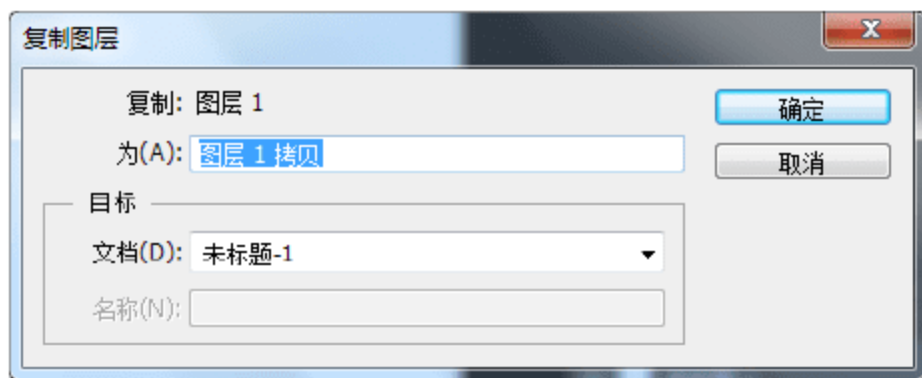 复制图层
复制: 图层 1
为(A): 图层 1 拷贝
确定
取消
目标
文档(D): 未标题-1
名称(N):